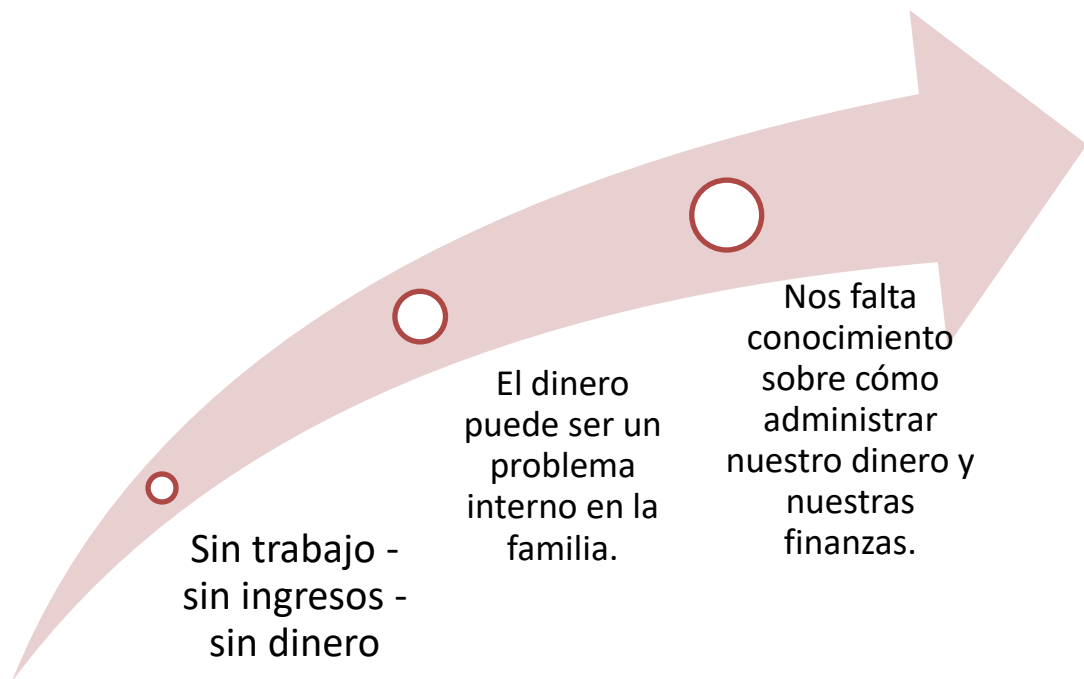 Sin trabajo -
sin ingresos -
sin dinero
El dinero
puede ser un
problema
interno en la
familia.
Nos falta
conocimiento
sobre cómo
administrar
nuestro dinero y
nuestras
finanzas.